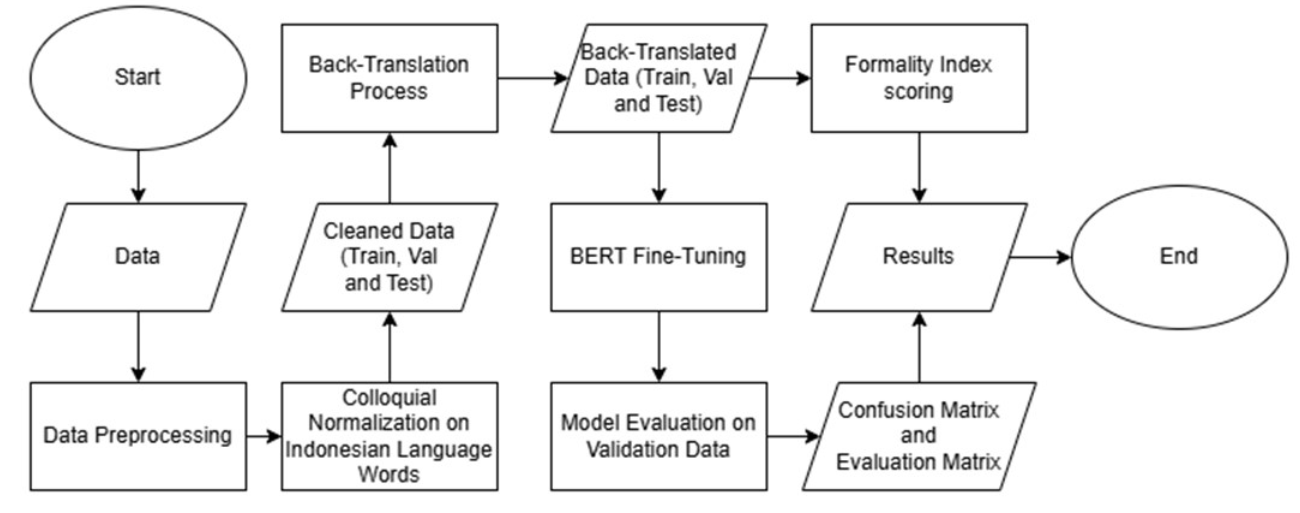 Start
Data
Data Preprocessing
Colloquial
Normalization on
Indonesian Language
Words
Cleaned Data
(Train, Val
and Test)
Back-Translation
Process
Back-Translated
Data (Train, Val
and Test)
BERT Fine-Tuning
Model Evaluation on
Validation Data
Confusion Matrix
and
Evaluation Matrix
Formality Index
scoring
Results
End